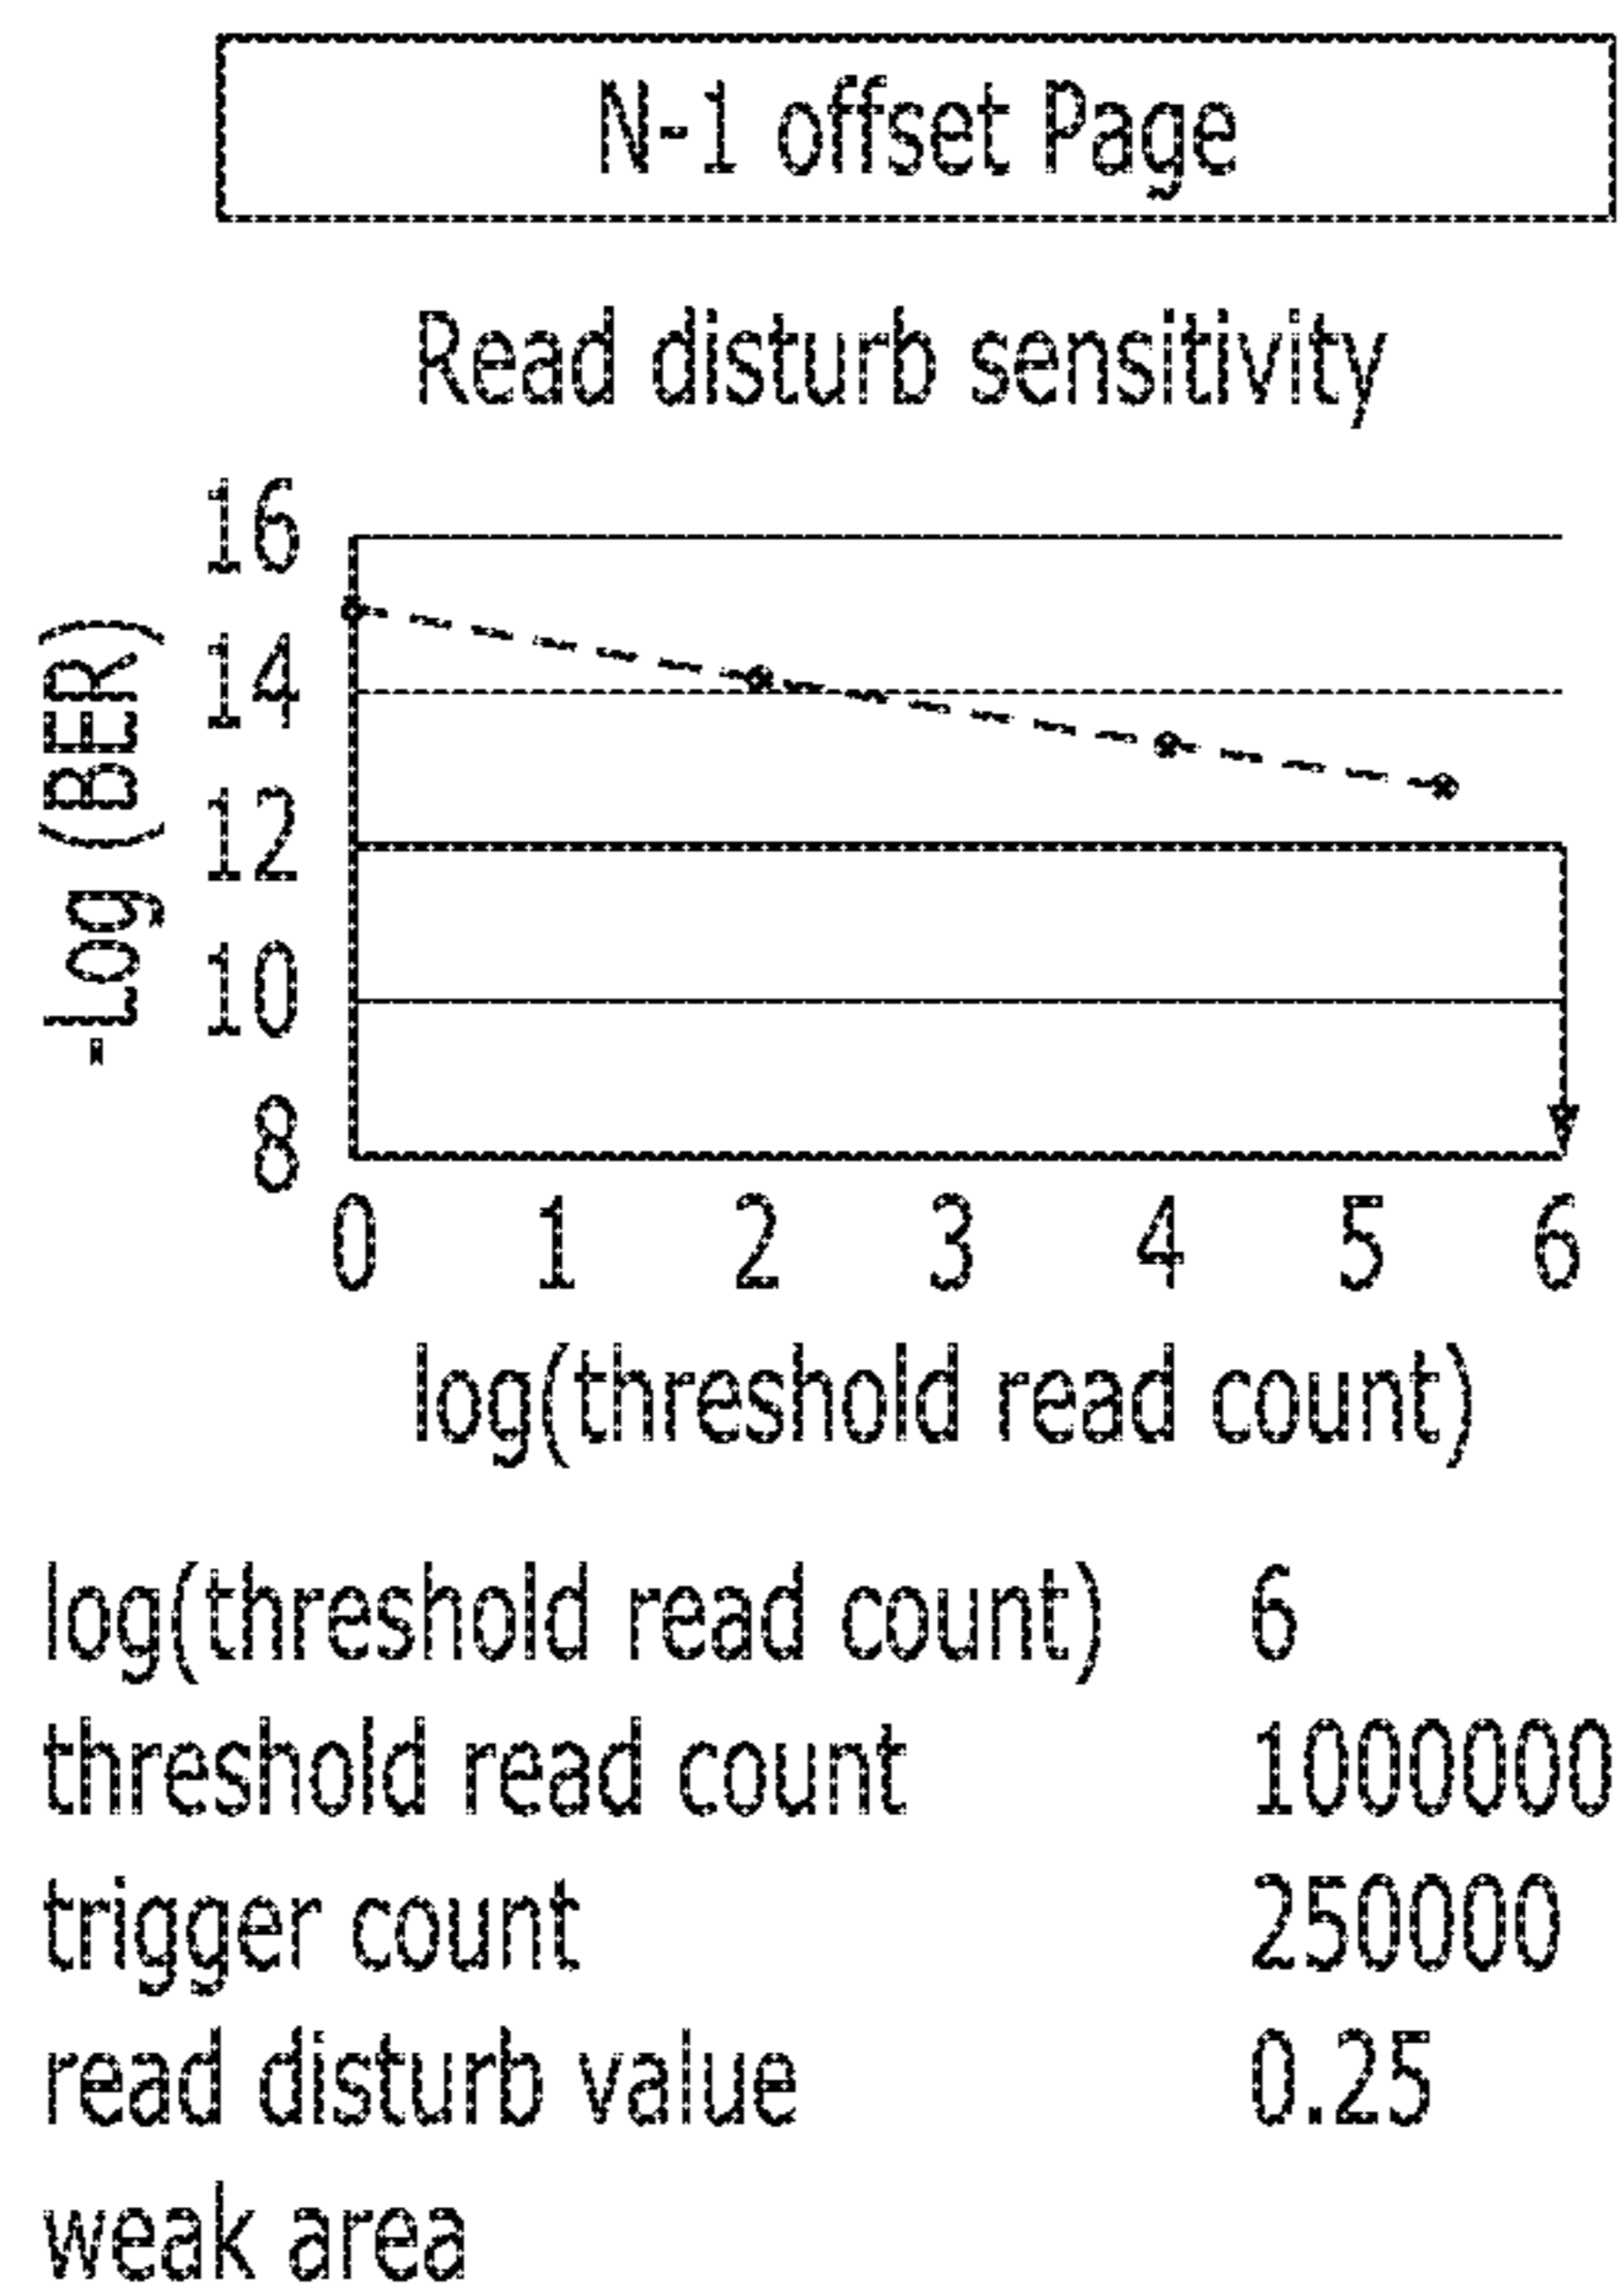 N-1 offset Page
Read disturb sensitivity
16
14
12
10
8
-Log (BER)
0 1 2 3 4 5 6
log(threshold read count)
log(threshold read count) 6
threshold read count 1000000
trigger count 250000
read disturb value 0.25
weak area